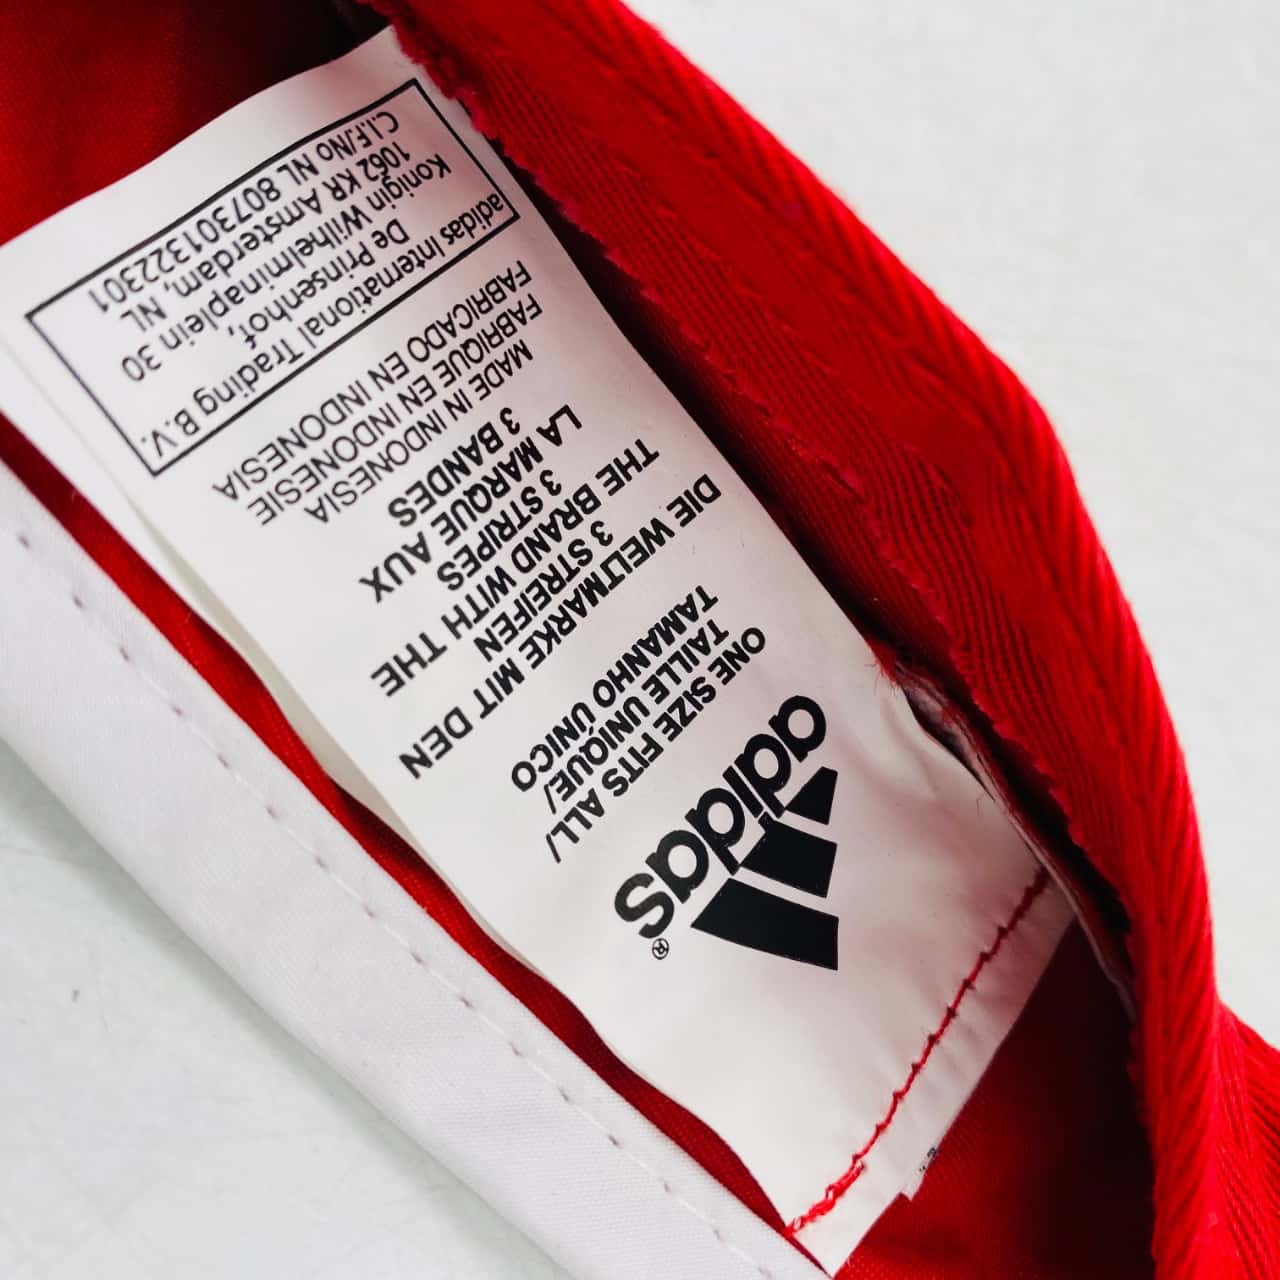 adidas®
ONE SIZE FITS ALL/
TAILLE UNIQUE/
TAMANHO ÚNICO
DIE WELTMARKE MIT DEN
3 STREIFEN
THE BRAND WITH THE
3 STRIPES
LA MARQUE AUX
3 BANDES
MADE IN INDONESIA
FABRIQUE EN INDONESIE
FABRICADO EN INDONESIA
adidas International Trading B.V.
De Prinsenhof,
Konigin Wilhelminaplein 30
1062 KR Amsterdam, NL
C.I.F./No NL 807301322301